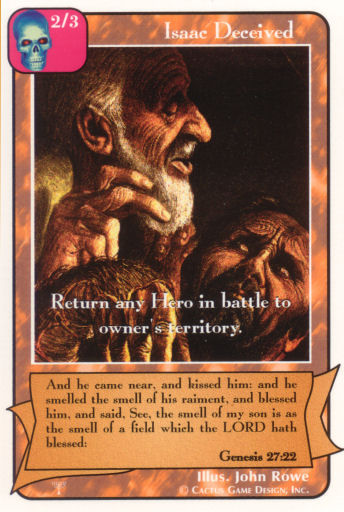 2/3
Isaac Deceived
Return any Hero in battle to
owner's territory.
And he came near, and kissed him: and he
smelled the smell of his raiment, and blessed
him, and said, See, the smell of my son is as
the smell of a field which the LORD hath
blessed:
Genesis 27:22
Illus. John Rowe
© Cactus Game Design, Inc.